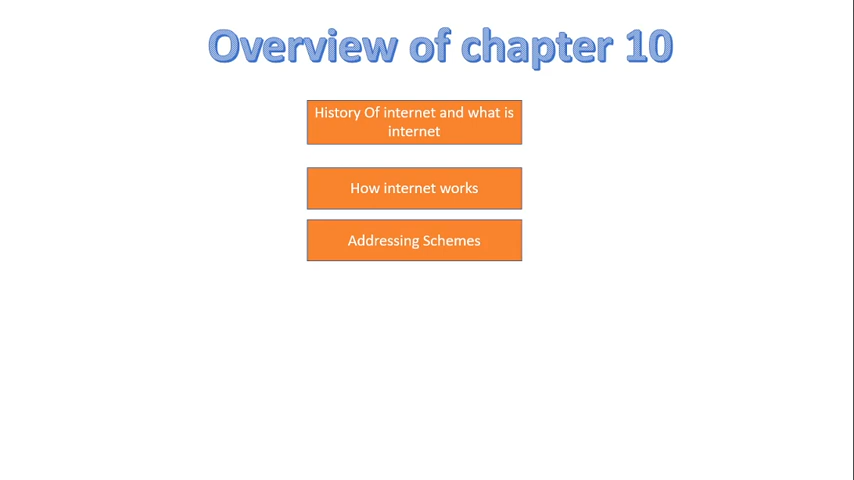 Overview of chapter 10
History Of internet and what is
internet
How internet works
Addressing Schemes